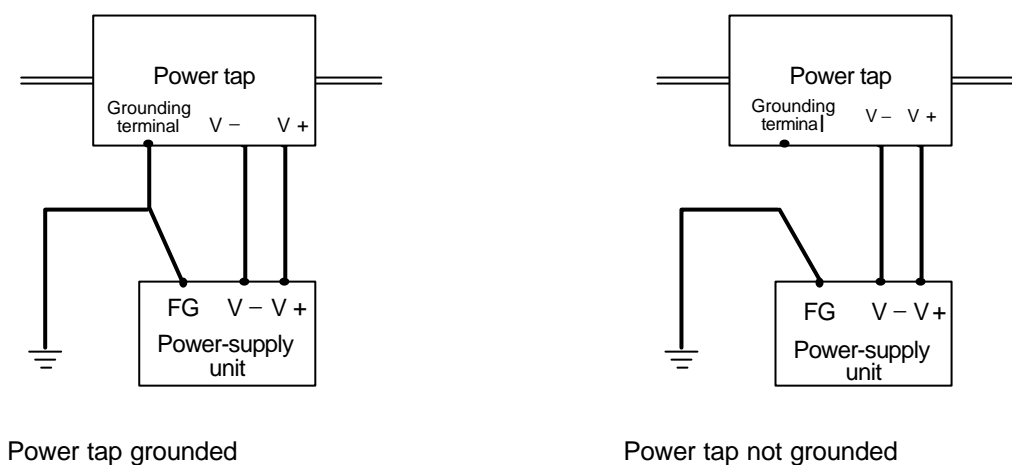 Power tap
Grounding
terminal V – V +
FG V – V +
Power-supply
unit
Power tap grounded
Power tap
Grounding
terminal V – V +
FG V – V +
Power-supply
unit
Power tap not grounded